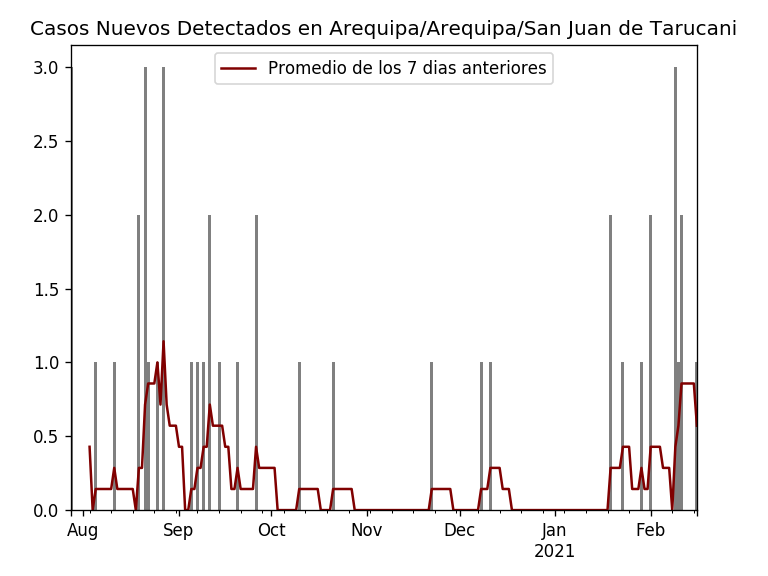 Casos Nuevos Detectados en Arequipa/Arequipa/San Juan de Tarucani
Promedio de los 7 dias anteriores
3.0
2.5
2.0
1.5
1.0
0.5
0.0
Aug Sep Oct Nov Dec Jan Feb
2021